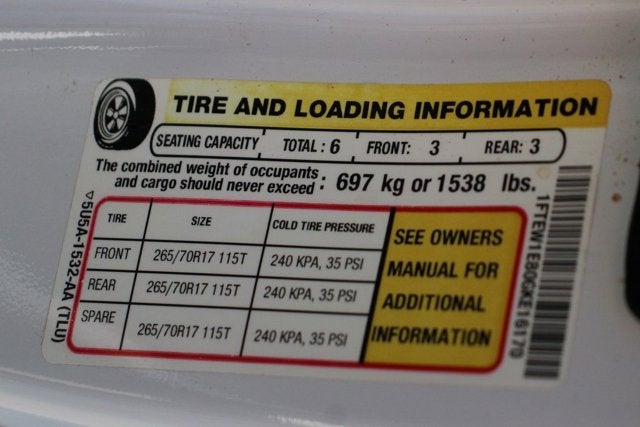 TIRE AND LOADING INFORMATION
SEATING CAPACITY TOTAL : 6 FRONT: 3 REAR: 3
The combined weight of occupants
and cargo should never exceed : 697 kg or 1538 lbs.
TIRE SIZE COLD TIRE PRESSURE
FRONT 265/70R17 115T 240 KPA, 35 PSI
REAR 265/70R17 115T 240 KPA, 35 PSI
SPARE 265/70R17 115T 240 KPA, 35 PSI
SEE OWNERS
MANUAL FOR
ADDITIONAL
INFORMATION
5U5A-1532-AA (TLU)
1FTEW1E80GKE16170